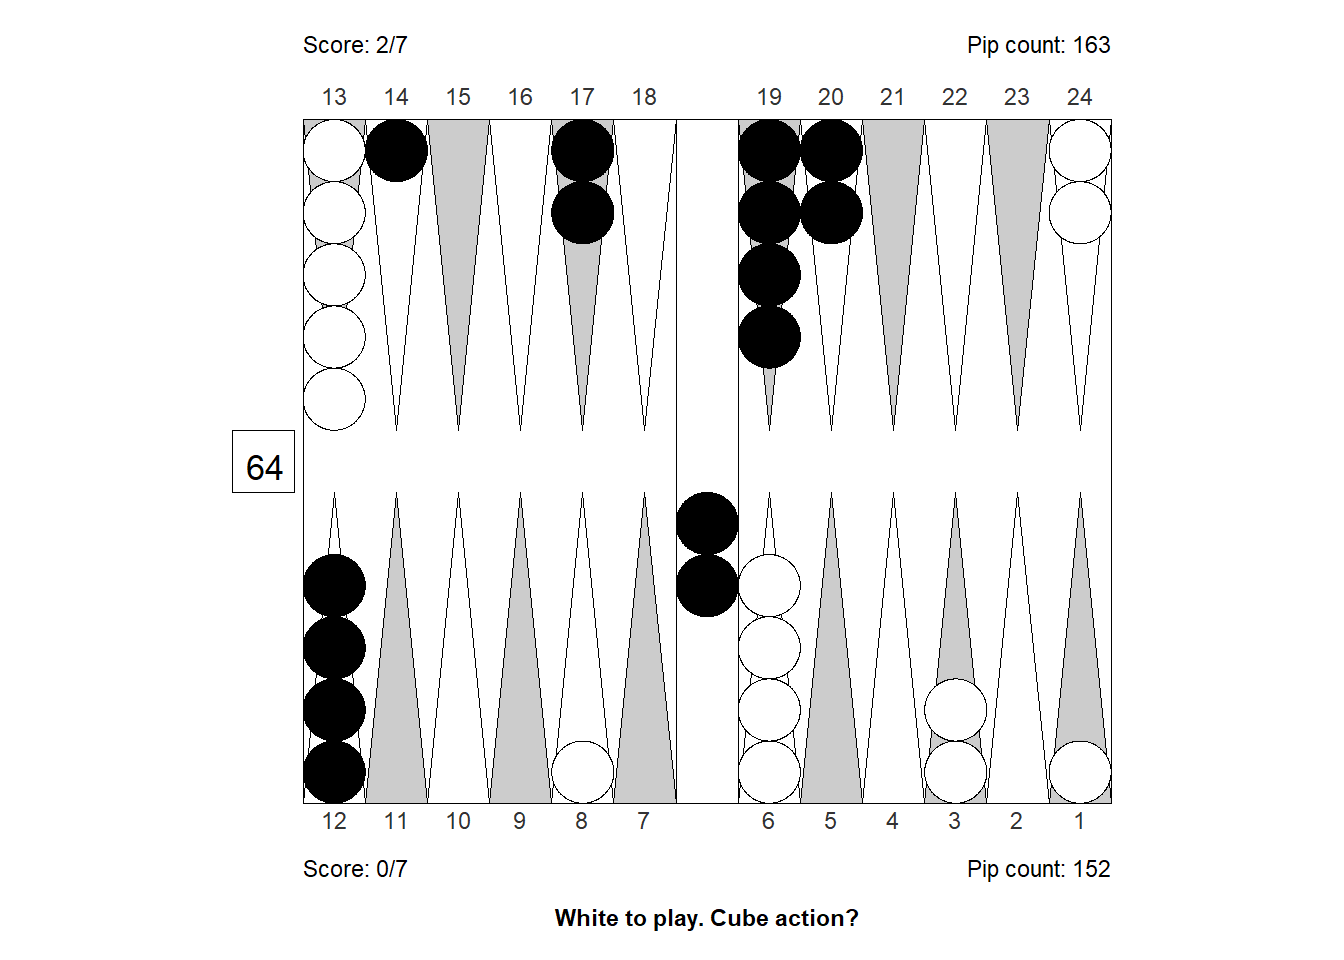 Score: 2/7 Pip count: 163
13 14 15 16 17 18 19 20 21 22 23 24
64
12 11 10 9 8 7 6 5 4 3 2 1
Score: 0/7 Pip count: 152
White to play. Cube action?